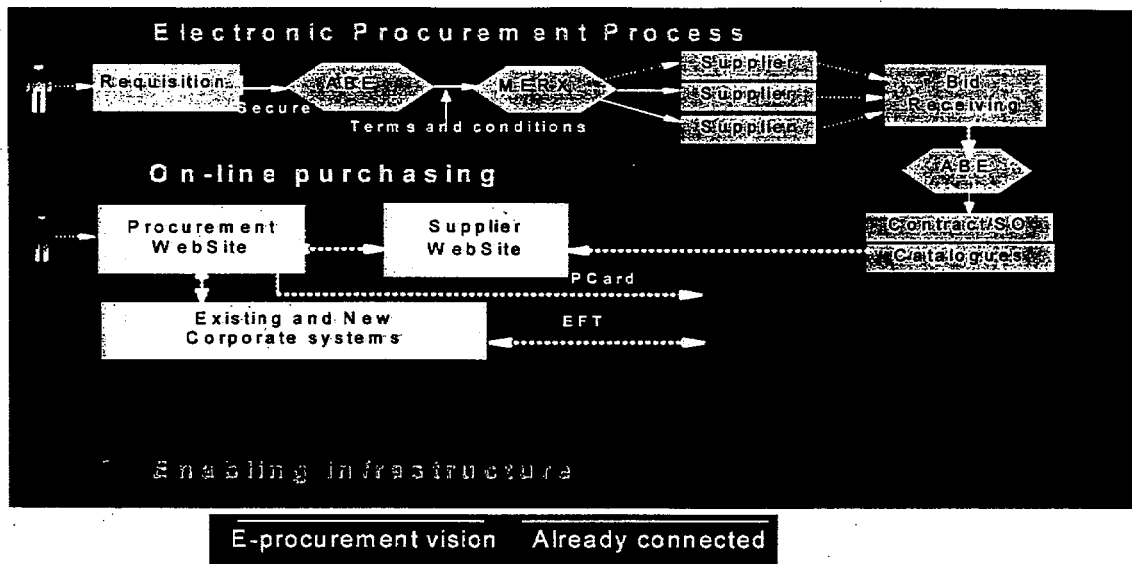 Electronic Procurement Process
Requisition
Secure
ABE
Terms and conditions
MERX
Supplier
Supplier
Supplier
Bid
Receiving
ABE
Contract/SO
Catalogues
On-line purchasing
Procurement
WebSite
Supplier
WebSite
PCard
Existing and New
Corporate systems
EFT
Enabling infrastructure
E-procurement vision
Already connected